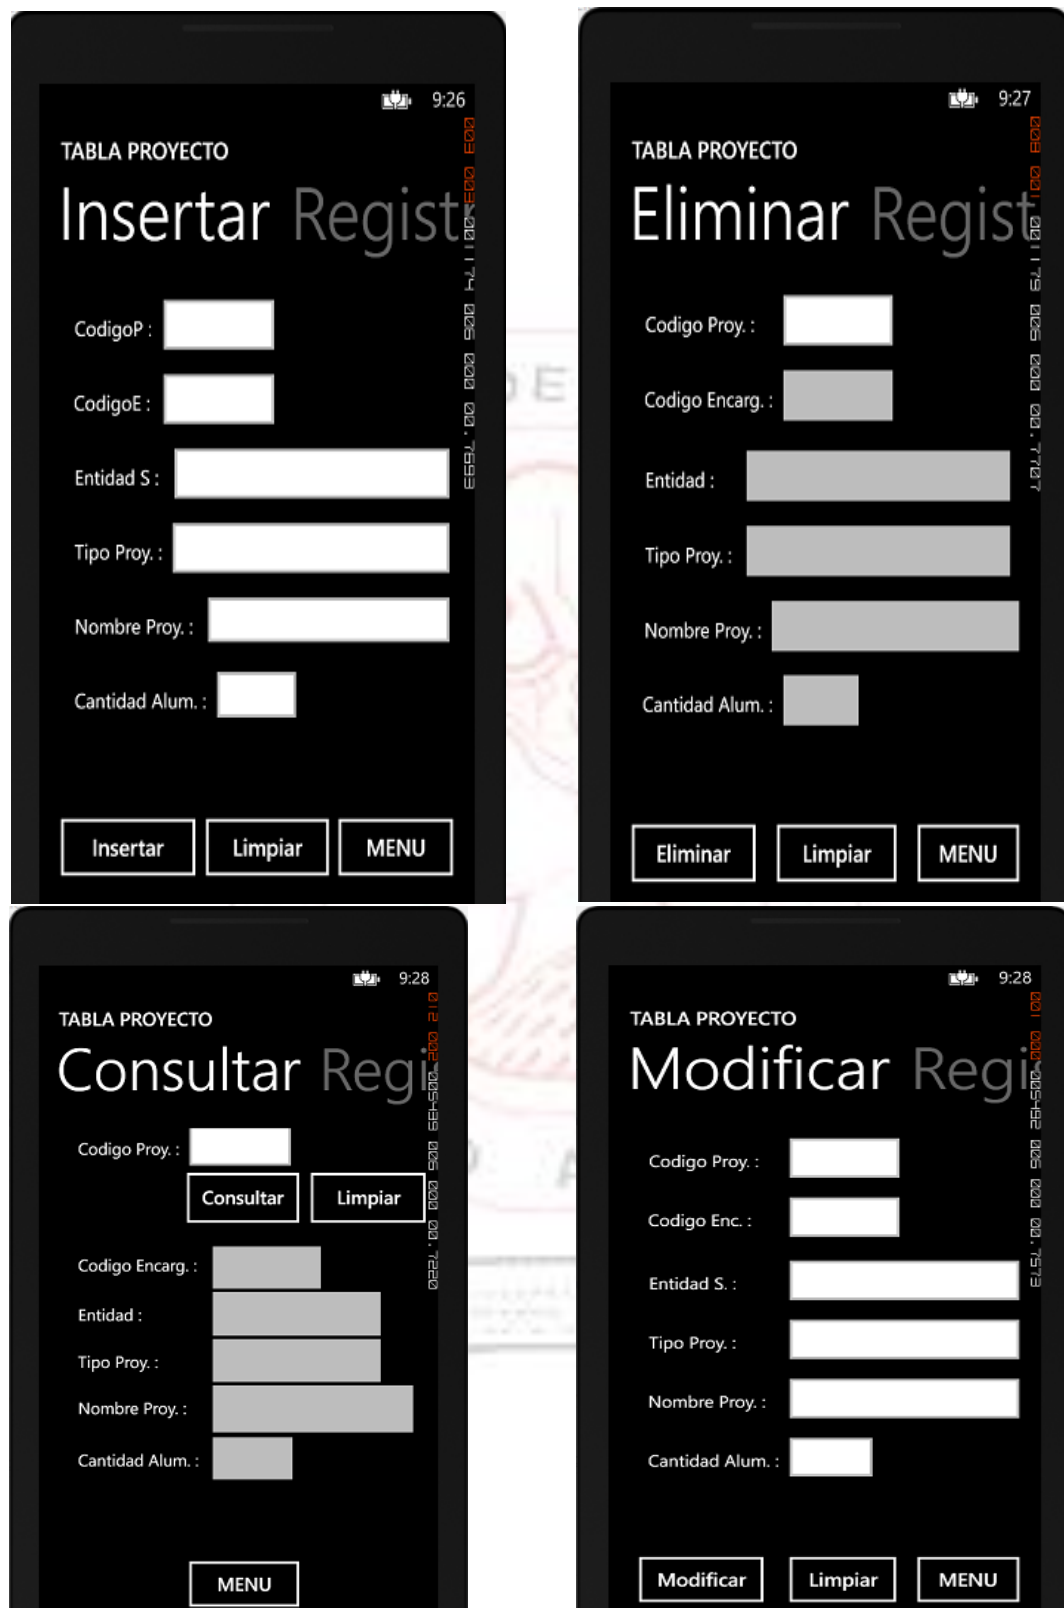 9:26
TABLA PROYECTO
Insertar Regist
CodigoP :
CodigoE :
Entidad S :
Tipo Proy. :
Nombre Proy. :
Cantidad Alum. :
Insertar Limpiar MENU
9:27
TABLA PROYECTO
Eliminar Regist
Codigo Proy. :
Codigo Encarg. :
Entidad :
Tipo Proy. :
Nombre Proy. :
Cantidad Alum. :
Eliminar Limpiar MENU
9:28
TABLA PROYECTO
Consultar Regi
Codigo Proy. :
Consultar Limpiar
Codigo Encarg. :
Entidad :
Tipo Proy. :
Nombre Proy. :
Cantidad Alum. :
MENU
9:28
TABLA PROYECTO
Modificar Regi
Codigo Proy. :
Codigo Enc. :
Entidad S. :
Tipo Proy. :
Nombre Proy. :
Cantidad Alum. :
Modificar Limpiar MENU
DE